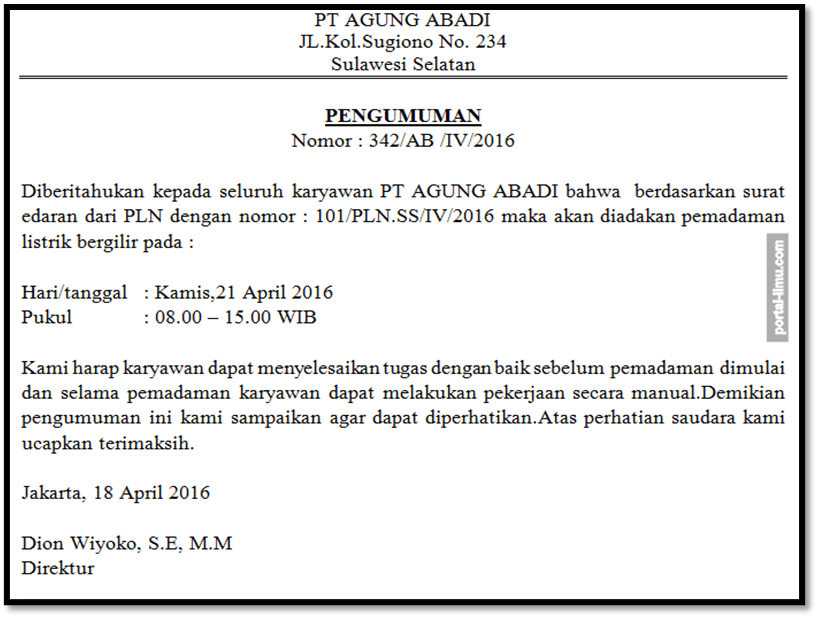 PT AGUNG ABADI
JL.Kol.Sugiono No. 234
Sulawesi Selatan
PENGUMUMAN
Nomor : 342/AB /IV/2016
Diberitahukan kepada seluruh karyawan PT AGUNG ABADI bahwa berdasarkan surat
edaran dari PLN dengan nomor : 101/PLN.SS/IV/2016 maka akan diadakan pemadaman
listrik bergilir pada :
Hari/tanggal : Kamis,21 April 2016
Pukul : 08.00 – 15.00 WIB
Kami harap karyawan dapat menyelesaikan tugas dengan baik sebelum pemadaman dimulai
dan selama pemadaman karyawan dapat melakukan pekerjaan secara manual.Demikian
pengumuman ini kami sampaikan agar dapat diperhatikan.Atas perhatian saudara kami
ucapkan terimaksih.
Jakarta, 18 April 2016
Dion Wiyoko, S.E, M.M
Direktur
portal-ilmu.com